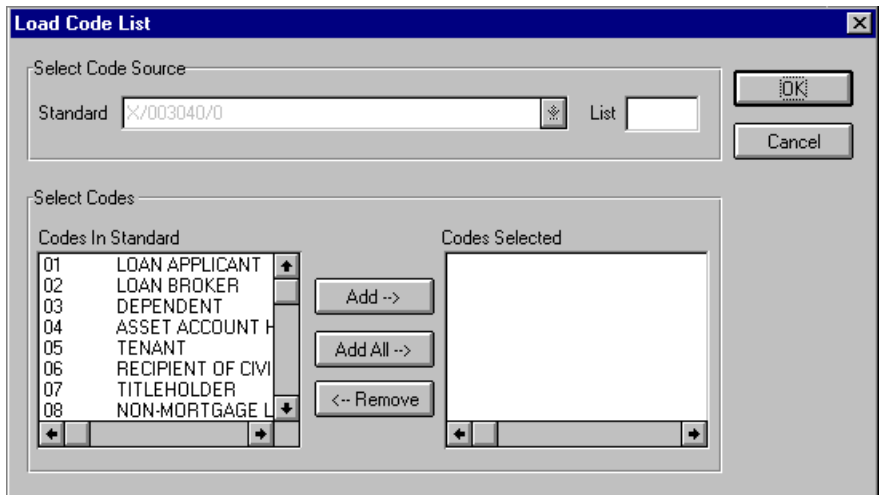 Load Code List
Select Code Source
Standard X/003040/0 List
OK
Cancel
Select Codes
Codes In Standard
Codes Selected
01 LOAN APPLICANT
02 LOAN BROKER
03 DEPENDENT
04 ASSET ACCOUNT H
05 TENANT
06 RECIPIENT OF CIVI
07 TITLEHOLDER
08 NON-MORTGAGE L
Add -->
Add All -->
<-- Remove